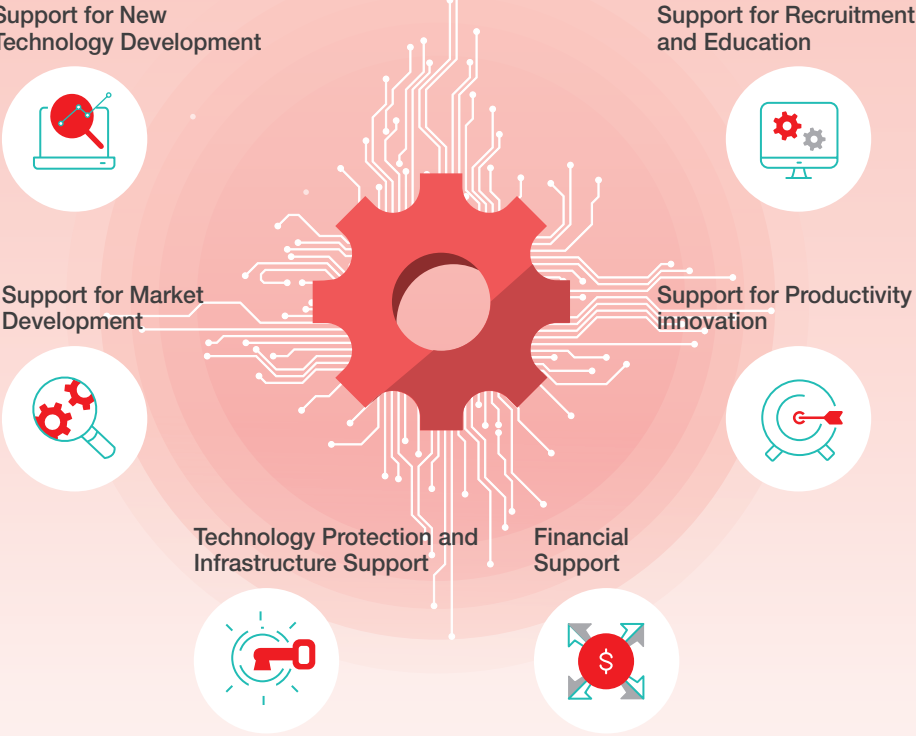 Support for New
Technology Development
Support for Recruitment
and Education
Support for Market
Development
Support for Productivity
innovation
Technology Protection and
Infrastructure Support
Financial
Support
$